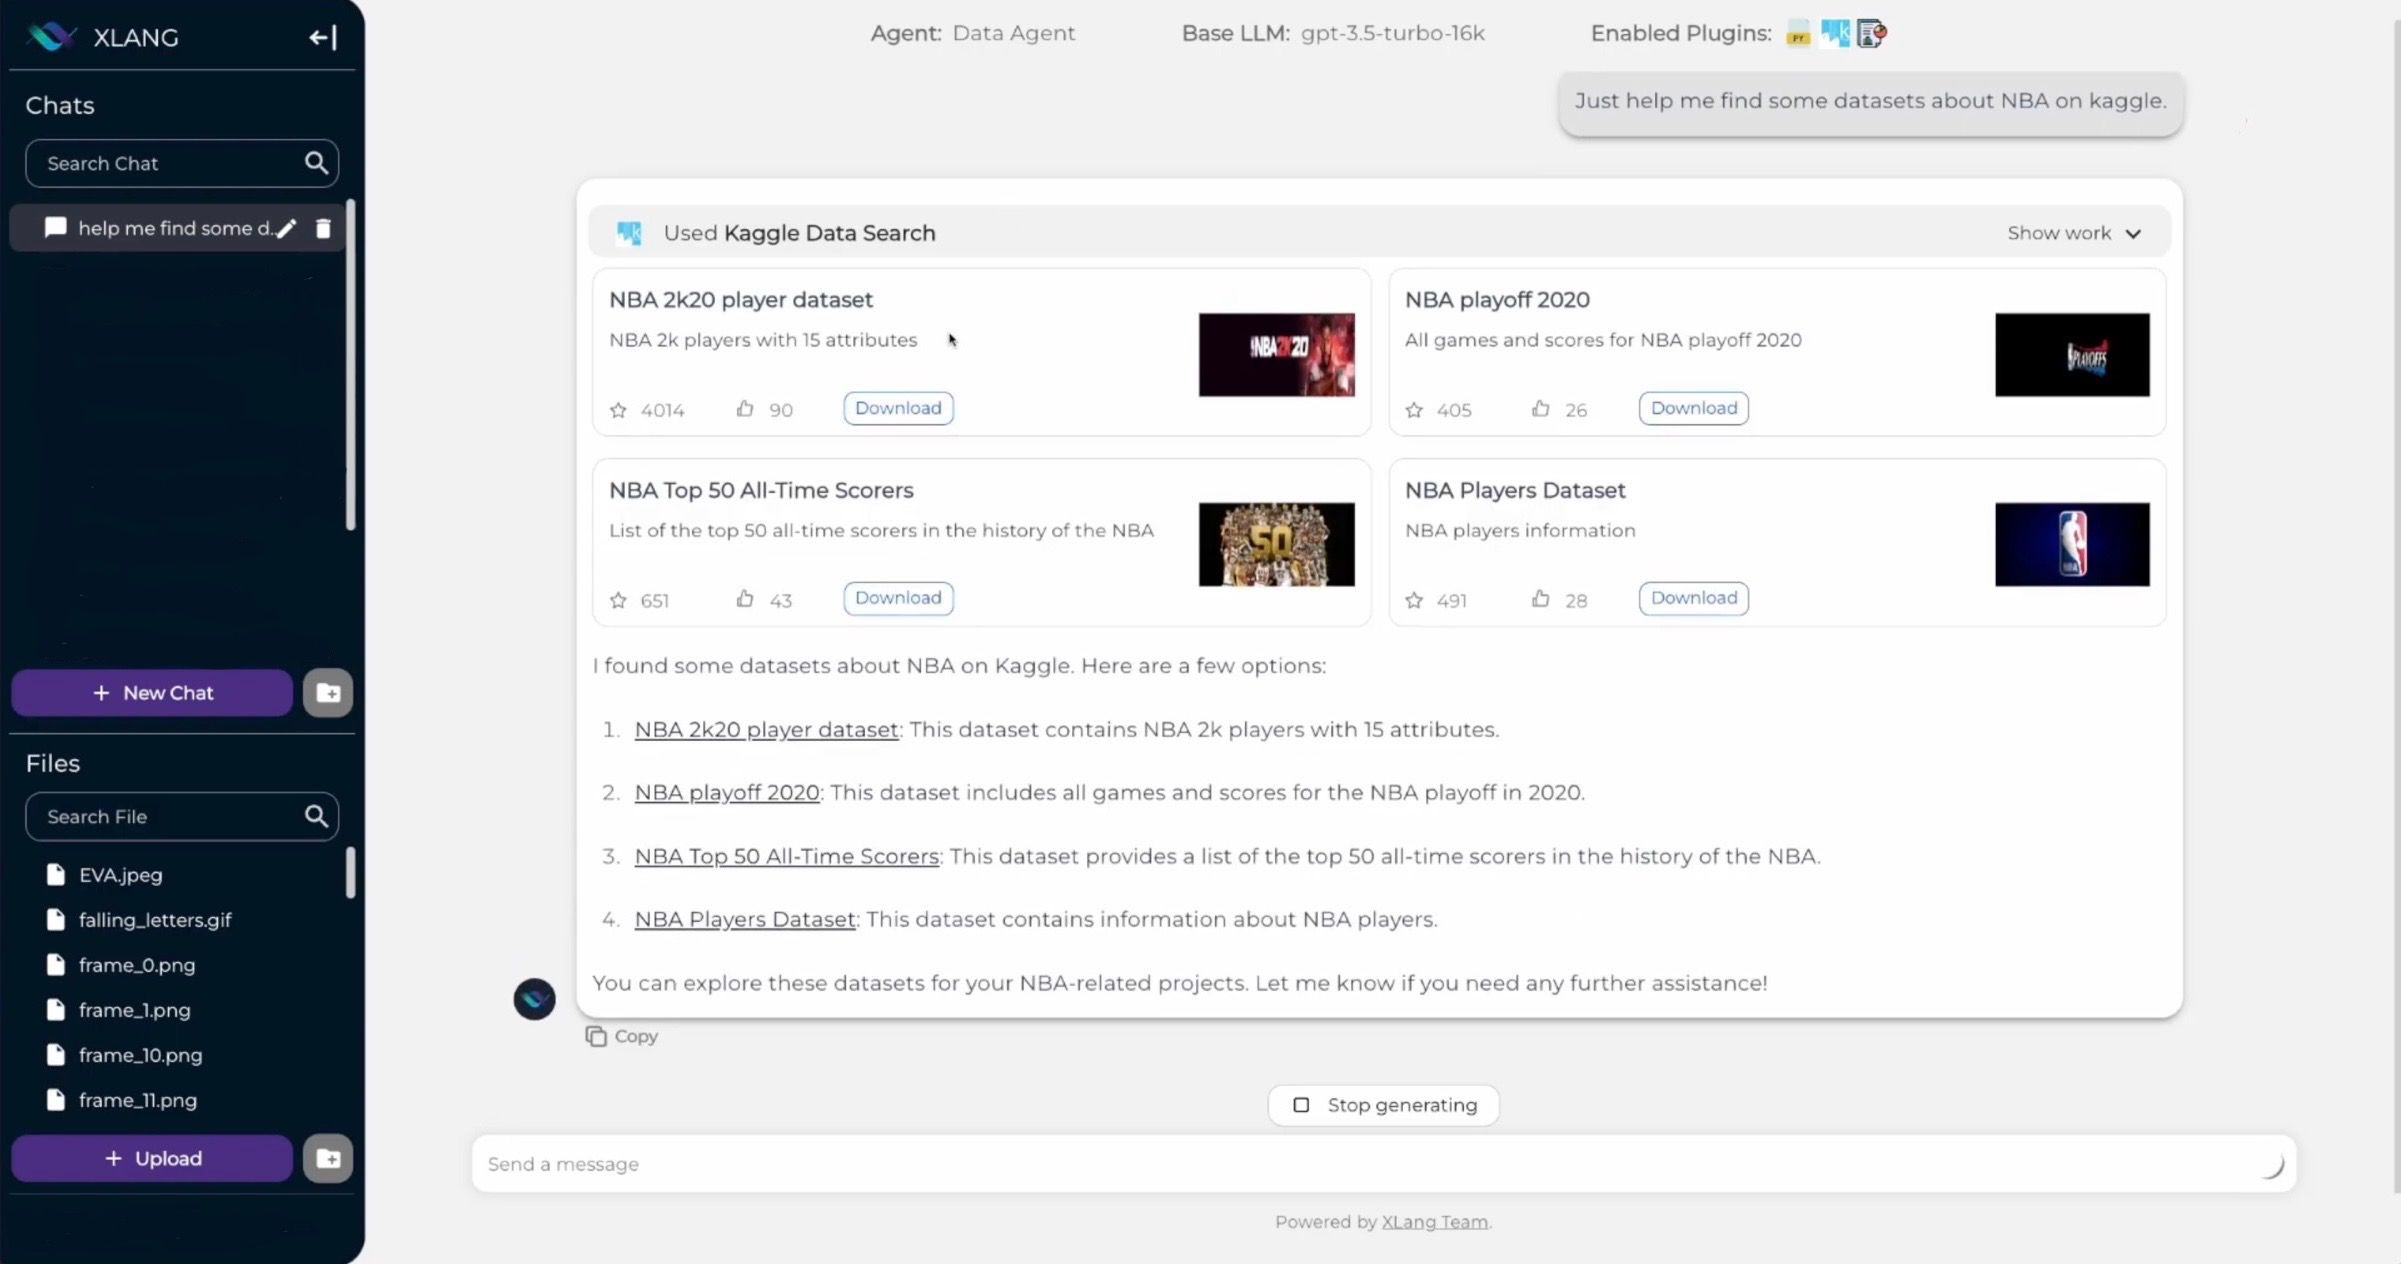 XLANG
Agent: Data Agent
Base LLM: gpt-3.5-turbo-16k
Enabled Plugins:
Chats
Search Chat
help me find some d..
New Chat
Files
Search File
EVA.jpeg
falling_letters.gif
frame_0.png
frame_1.png
frame_10.png
frame_11.png
Upload
Just help me find some datasets about NBA on kaggle.
Used Kaggle Data Search
Show work
NBA 2k20 player dataset
NBA 2k players with 15 attributes
4014
90
Download
NBA2K20
NBA playoff 2020
All games and scores for NBA playoff 2020
405
26
Download
PLAYOFFS
NBA Top 50 All-Time Scorers
List of the top 50 all-time scorers in the history of the NBA
651
43
Download
50
NBA Players Dataset
NBA players information
491
28
Download
NBA
I found some datasets about NBA on Kaggle. Here are a few options:
1. NBA 2k20 player dataset: This dataset contains NBA 2k players with 15 attributes.
2. NBA playoff 2020: This dataset includes all games and scores for the NBA playoff in 2020.
3. NBA Top 50 All-Time Scorers: This dataset provides a list of the top 50 all-time scorers in the history of the NBA.
4. NBA Players Dataset: This dataset contains information about NBA players.
You can explore these datasets for your NBA-related projects. Let me know if you need any further assistance!
Copy
Stop generating
Send a message
Powered by XLang Team.